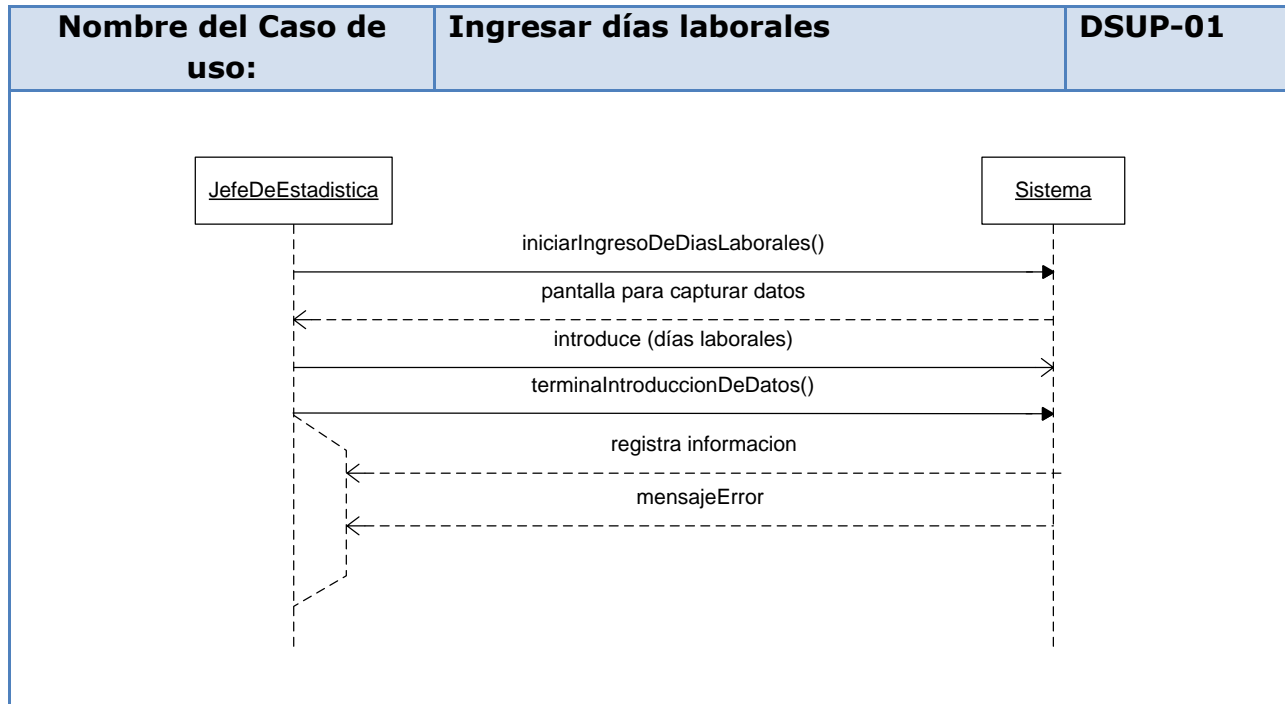 Nombre del Caso de
uso:
Ingresar días laborales
DSUP-01
JefeDeEstadistica
Sistema
iniciarIngresoDeDiasLaborales()
pantalla para capturar datos
introduce (días laborales)
terminaIntroduccionDeDatos()
registra informacion
mensajeError